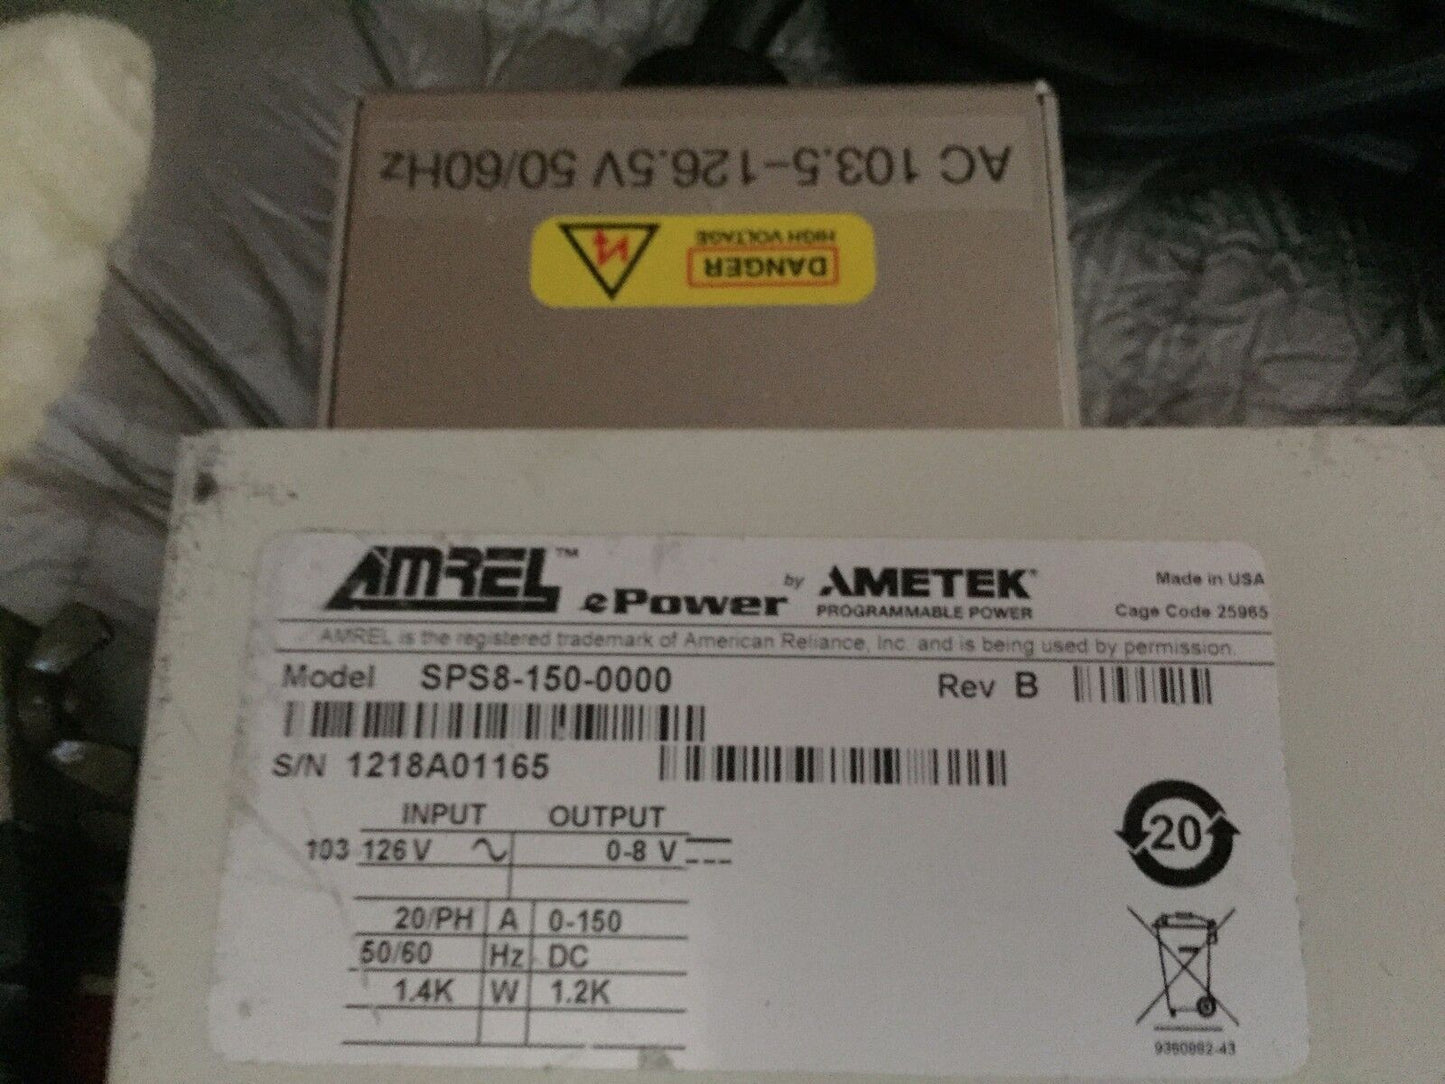 AC 103.5-126.5V 50/60Hz
DANGER
HIGH VOLTAGE
AMREL™ ePower by AMETEK®
PROGRAMMABLE POWER
Made in USA
Cage Code 25965
AMREL is the registered trademark of American Reliance, Inc. and is being used by permission.
Model SPS8-150-0000 Rev B
S/N 1218A01165
INPUT OUTPUT
103 126 V 0-8 V
20/PH A 0-150
50/60 Hz DC
1.4K W 1.2K
20
9360892-43